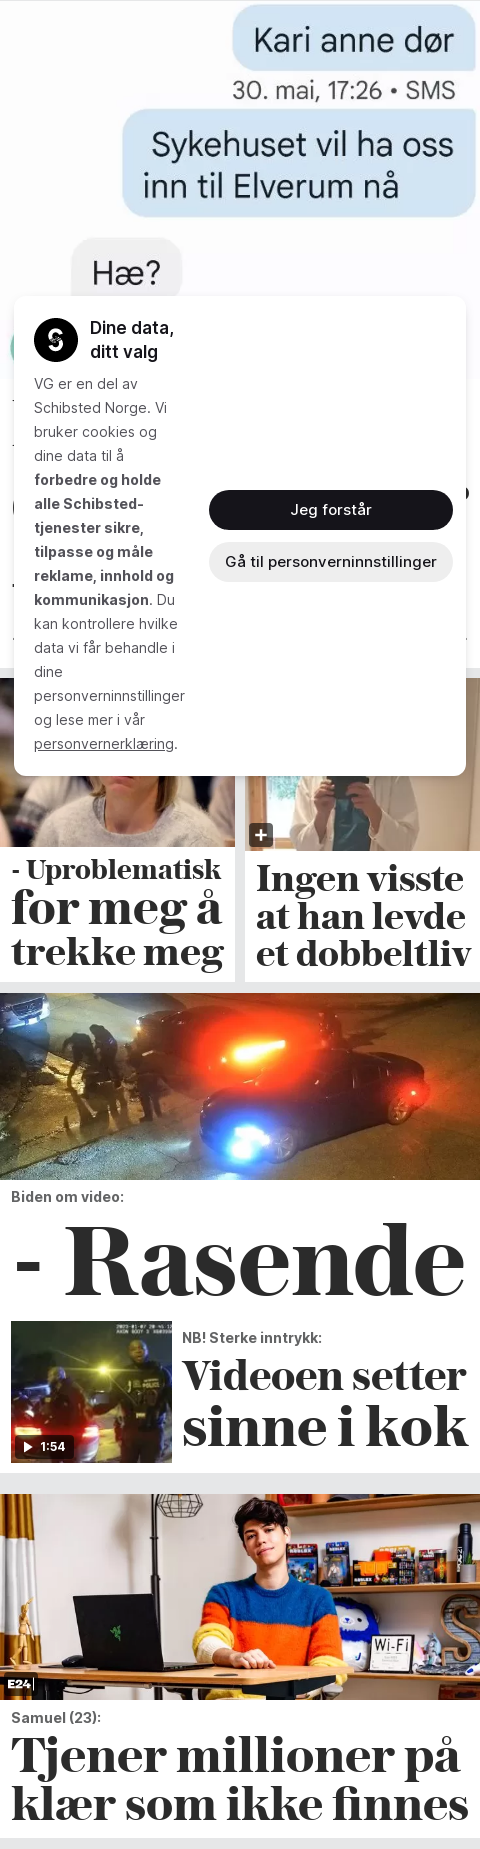 Kari anne dør
30. mai, 17:26 • SMS
Sykehuset vil ha oss
inn til Elverum nå
Hæ?
Dine data,
ditt valg
VG er en del av
Schibsted Norge. Vi
bruker cookies og
dine data til å
forbedre og holde
alle Schibsted-
tjenester sikre,
tilpasse og måle
reklame, innhold og
kommunikasjon. Du
kan kontrollere hvilke
data vi får behandle i
dine
personverninnstillinger
og lese mer i vår
personvernerklæring.
Jeg forstår
Gå til personverninnstillinger
- Uproblematisk
for meg å
trekke meg
Ingen visste
at han levde
et dobbeltliv
Biden om video:
- Rasende
1:54
NB! Sterke inntrykk:
Videoen setter
sinne i kok
Wi-Fi
E24
Samuel (23):
Tjener millioner på
klær som ikke finnes